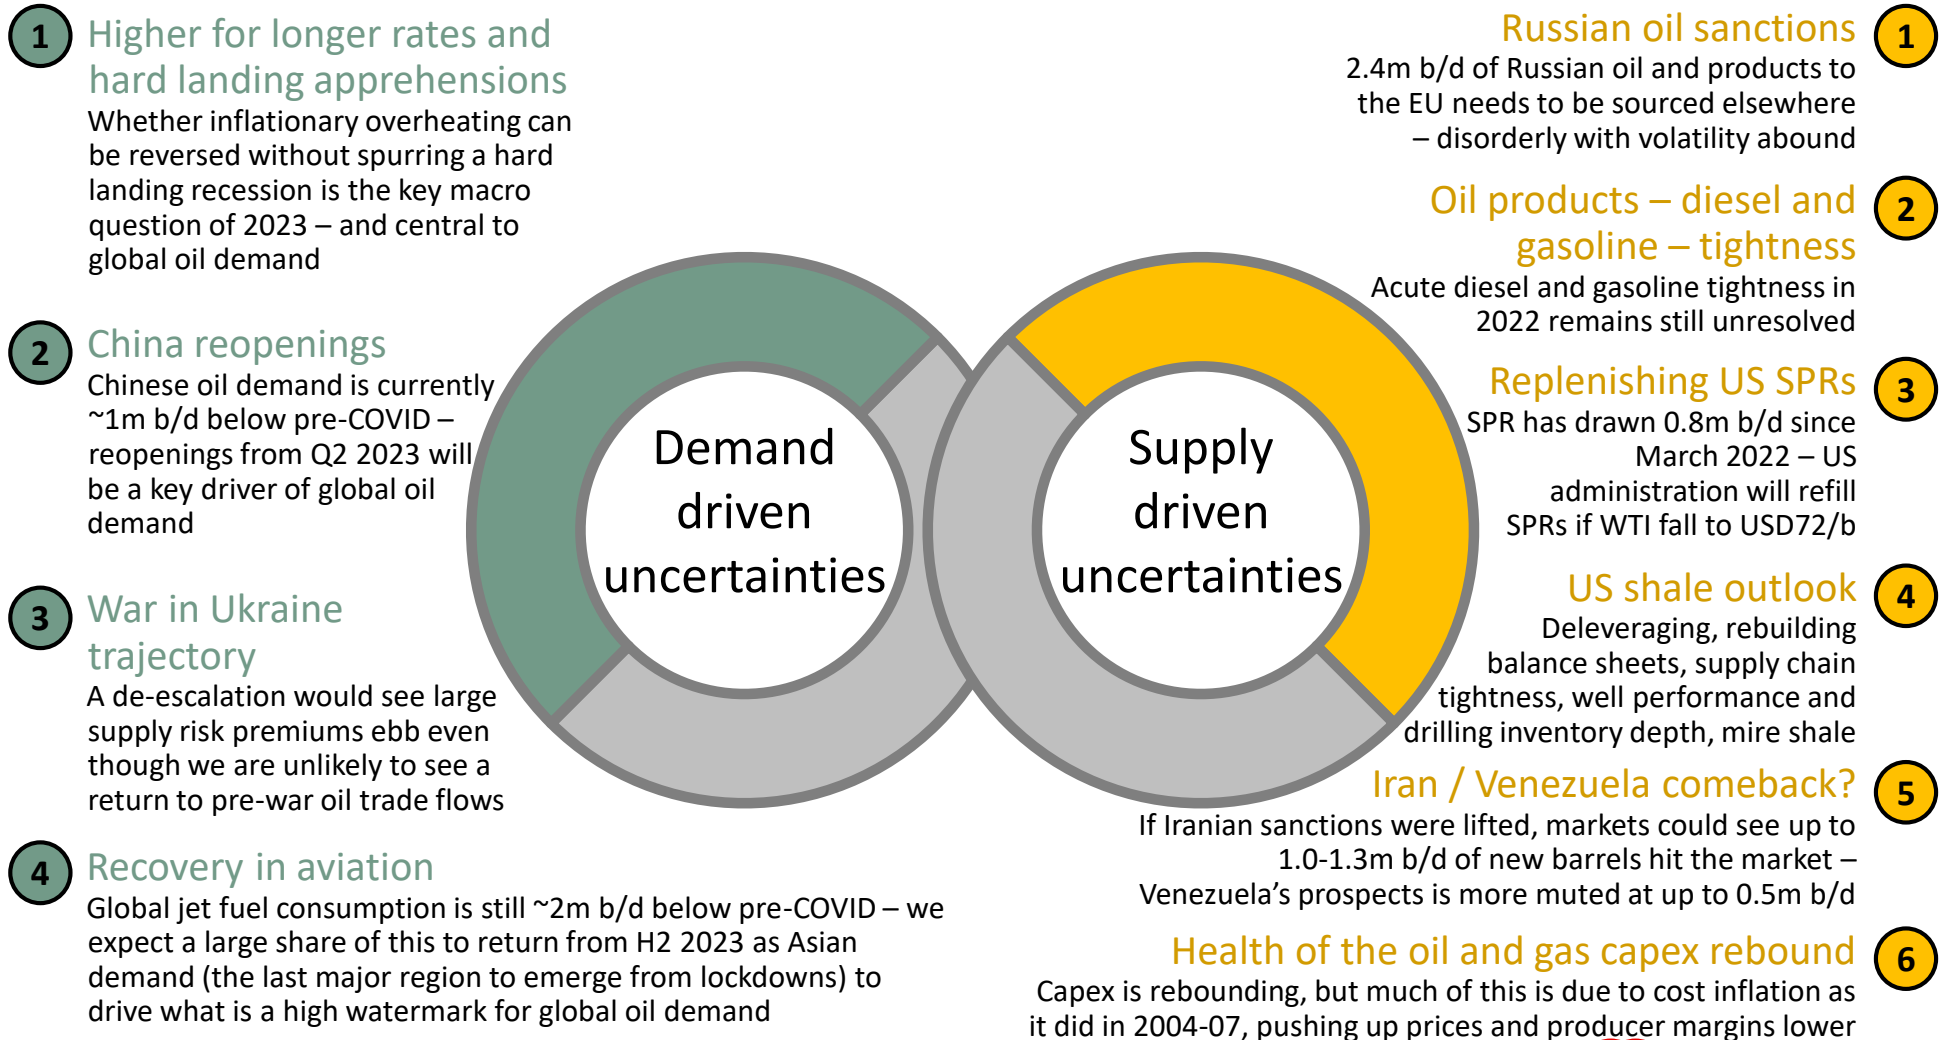 1
Higher for longer rates and
hard landing apprehensions
Whether inflationary overheating can
be reversed without spurring a hard
landing recession is the key macro
question of 2023 – and central to
global oil demand
2
China reopenings
Chinese oil demand is currently
~1m b/d below pre-COVID –
reopenings from Q2 2023 will
be a key driver of global oil
demand
3
War in Ukraine
trajectory
A de-escalation would see large
supply risk premiums ebb even
though we are unlikely to see a
return to pre-war oil trade flows
4
Recovery in aviation
Global jet fuel consumption is still ~2m b/d below pre-COVID – we
expect a large share of this to return from H2 2023 as Asian
demand (the last major region to emerge from lockdowns) to
drive what is a high watermark for global oil demand
Demand
driven
uncertainties
Supply
driven
uncertainties
Russian oil sanctions
1
2.4m b/d of Russian oil and products to
the EU needs to be sourced elsewhere
– disorderly with volatility abound
Oil products – diesel and
2
gasoline – tightness
Acute diesel and gasoline tightness in
2022 remains still unresolved
Replenishing US SPRs
3
SPR has drawn 0.8m b/d since
March 2022 – US
administration will refill
SPRs if WTI fall to USD72/b
US shale outlook
4
Deleveraging, rebuilding
balance sheets, supply chain
tightness, well performance and
drilling inventory depth, mire shale
Iran / Venezuela comeback?
5
If Iranian sanctions were lifted, markets could see up to
1.0-1.3m b/d of new barrels hit the market –
Venezuela's prospects is more muted at up to 0.5m b/d
Health of the oil and gas capex rebound
6
Capex is rebounding, but much of this is due to cost inflation as
it did in 2004-07, pushing up prices and producer margins lower